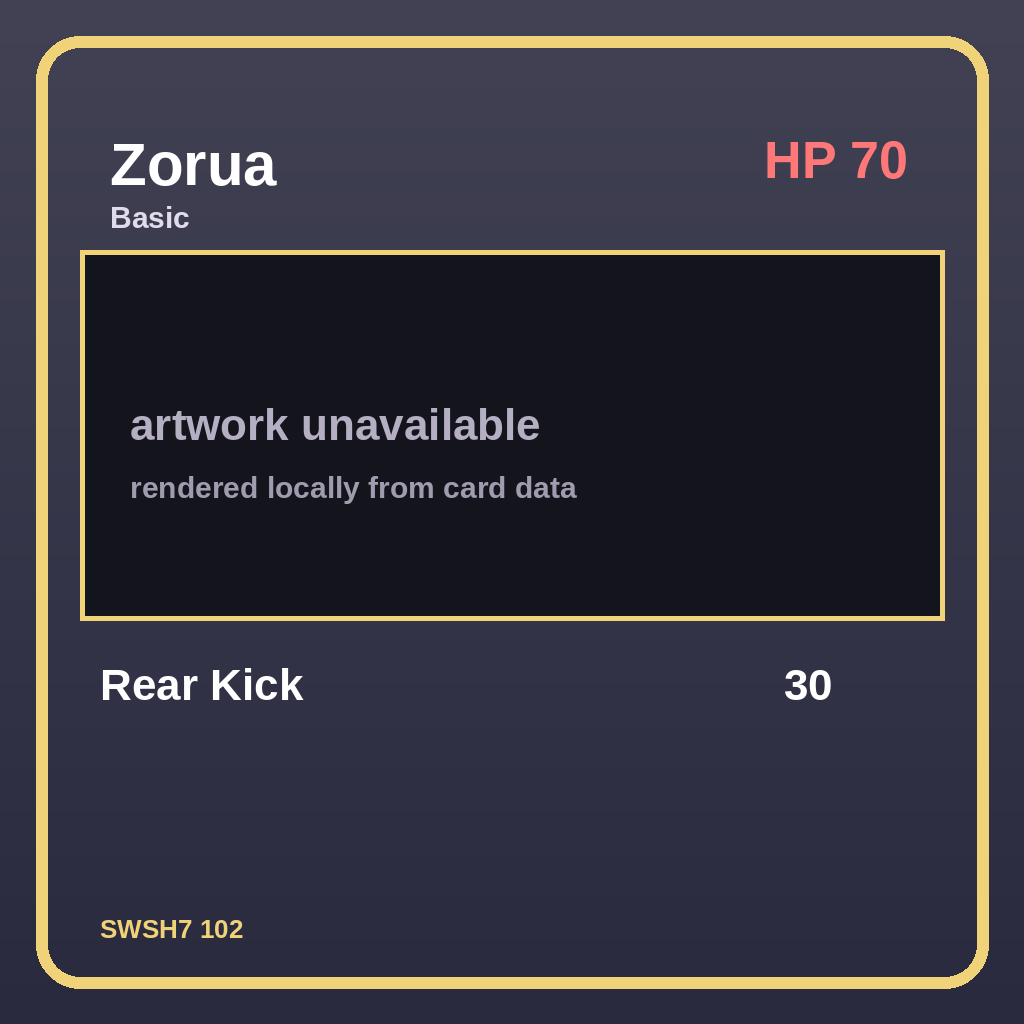 Zorua
HP 70
Basic
artwork unavailable
rendered locally from card data
Rear Kick
30
SWSH7 102